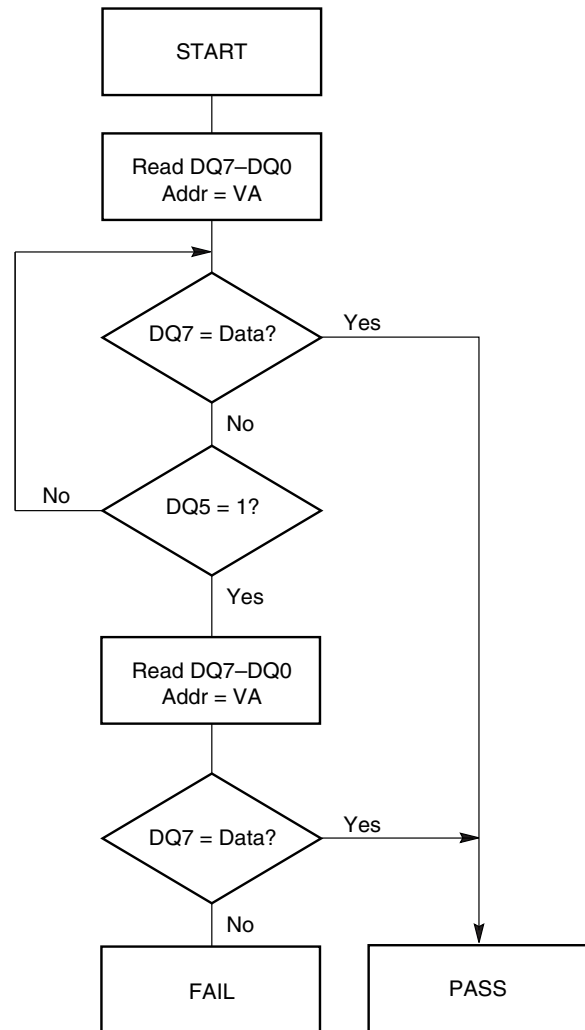 START
Read DQ7–DQ0
Addr = VA
DQ7 = Data?
Yes
No
No
DQ5 = 1?
Yes
Read DQ7–DQ0
Addr = VA
DQ7 = Data?
Yes
No
FAIL
PASS